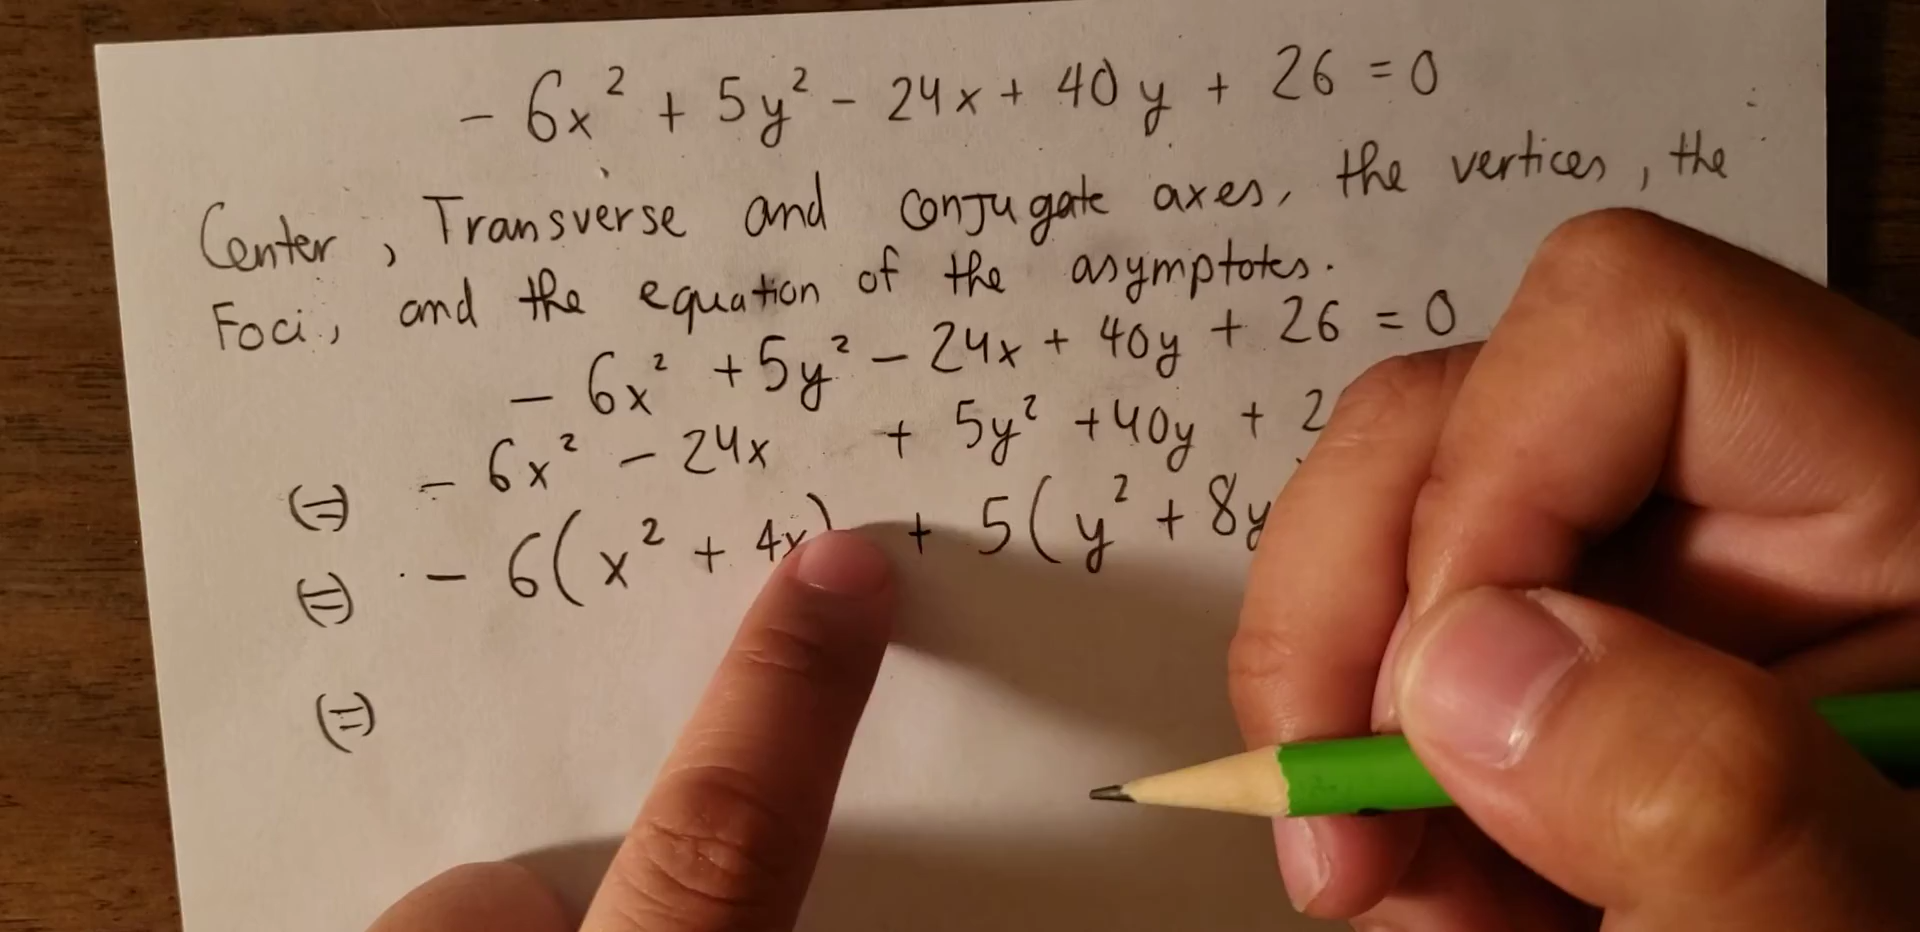 - 6x² + 5y² - 24x + 40y + 26 = 0
Center, Transverse and conjugate axes, the vertices, the
Foci, and the equation of the asymptotes.
- 6x² + 5y² - 24x + 40y + 26 = 0
(=) - 6x² - 24x + 5y² + 40y + 2
(=) - 6(x² + 4x) + 5(y² + 8y
(=)